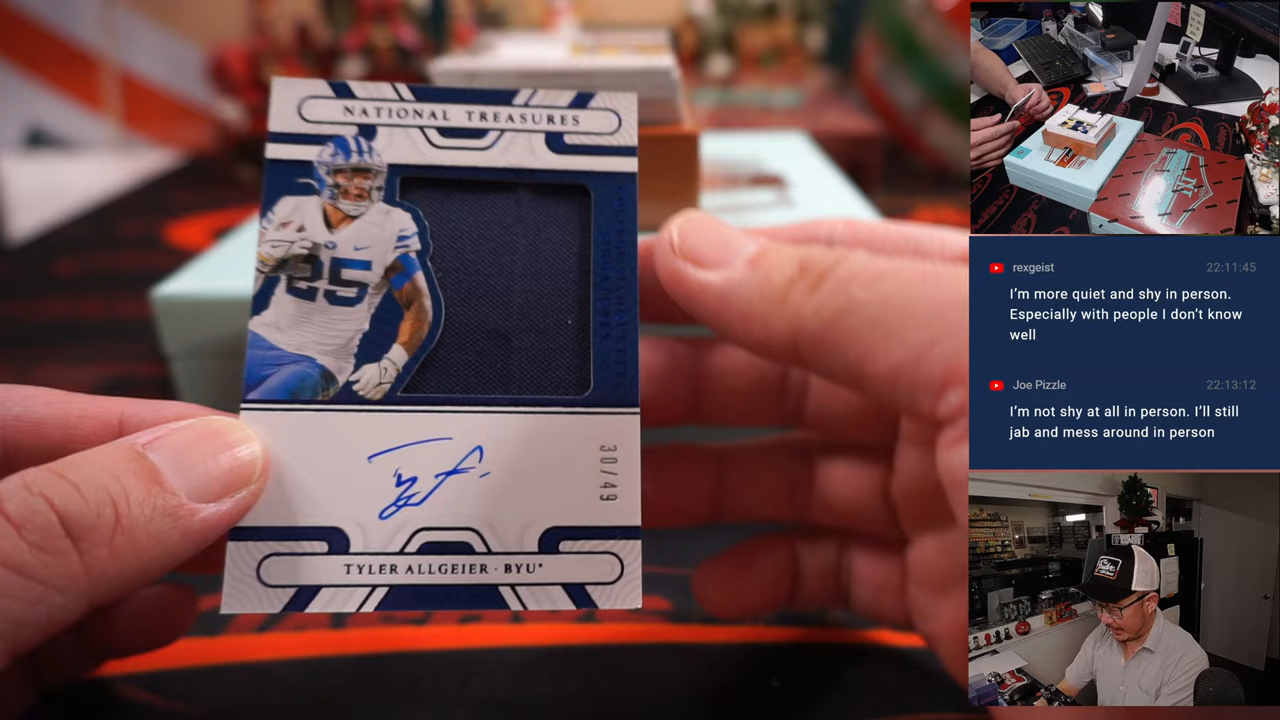 NATIONAL TREASURES
25
30/49
TYLER ALLGEIER · BYU*
rexgeist
22:11:45
I'm more quiet and shy in person.
Especially with people I don't know
well
Joe Pizzle
22:13:12
I'm not shy at all in person. I'll still
jab and mess around in person